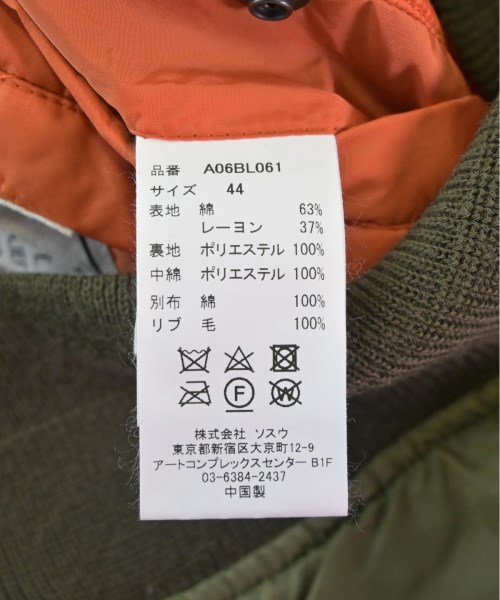 品番 A06BL061
サイズ 44
表地 綿 63%
レーヨン 37%
裏地 ポリエステル 100%
中綿 ポリエステル 100%
別布 綿 100%
リブ 毛 100%
F W
株式会社 ソスウ
東京都新宿区大京町12-9
アートコンプレックスセンター B1F
03-6384-2437
中国製